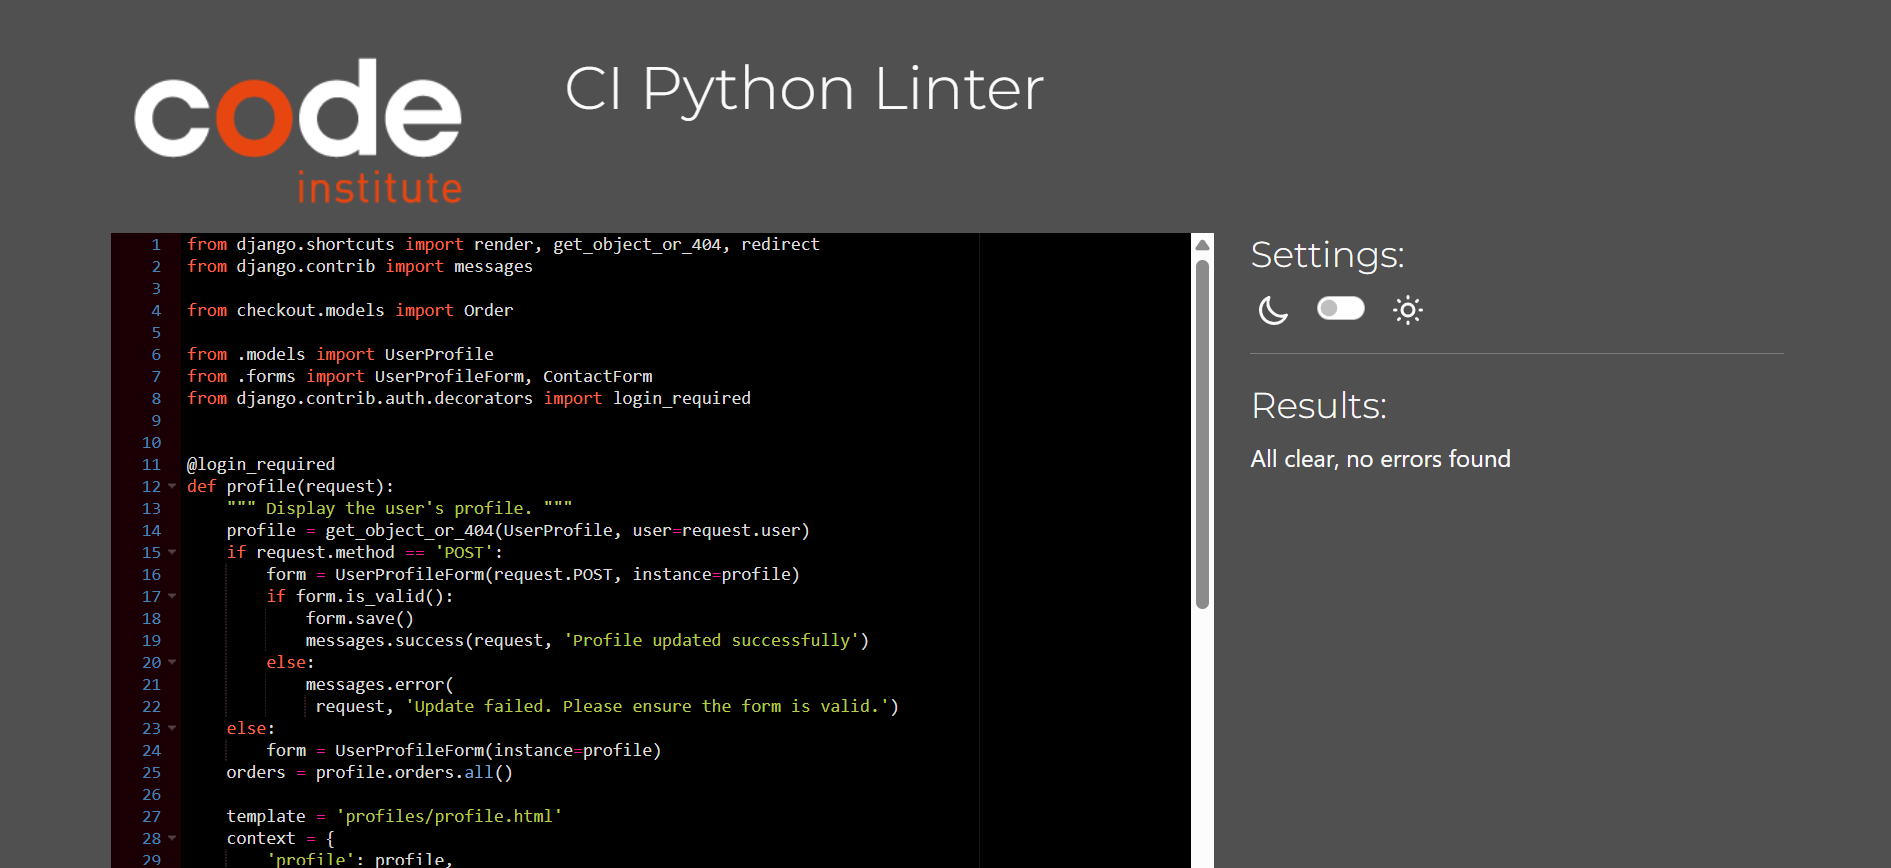 code
institute
CI Python Linter
1 from django.shortcuts import render, get_object_or_404, redirect
2 from django.contrib import messages
3
4 from checkout.models import Order
5
6 from .models import UserProfile
7 from .forms import UserProfileForm, ContactForm
8 from django.contrib.auth.decorators import login_required
9
10
11 @login_required
12 def profile(request):
13     """ Display the user's profile. """
14     profile = get_object_or_404(UserProfile, user=request.user)
15     if request.method == 'POST':
16         form = UserProfileForm(request.POST, instance=profile)
17         if form.is_valid():
18             form.save()
19             messages.success(request, 'Profile updated successfully')
20         else:
21             messages.error(
22              request, 'Update failed. Please ensure the form is valid.')
23     else:
24         form = UserProfileForm(instance=profile)
25     orders = profile.orders.all()
26
27     template = 'profiles/profile.html'
28     context = {
29         'profile': profile,
Settings:
Results:
All clear, no errors found